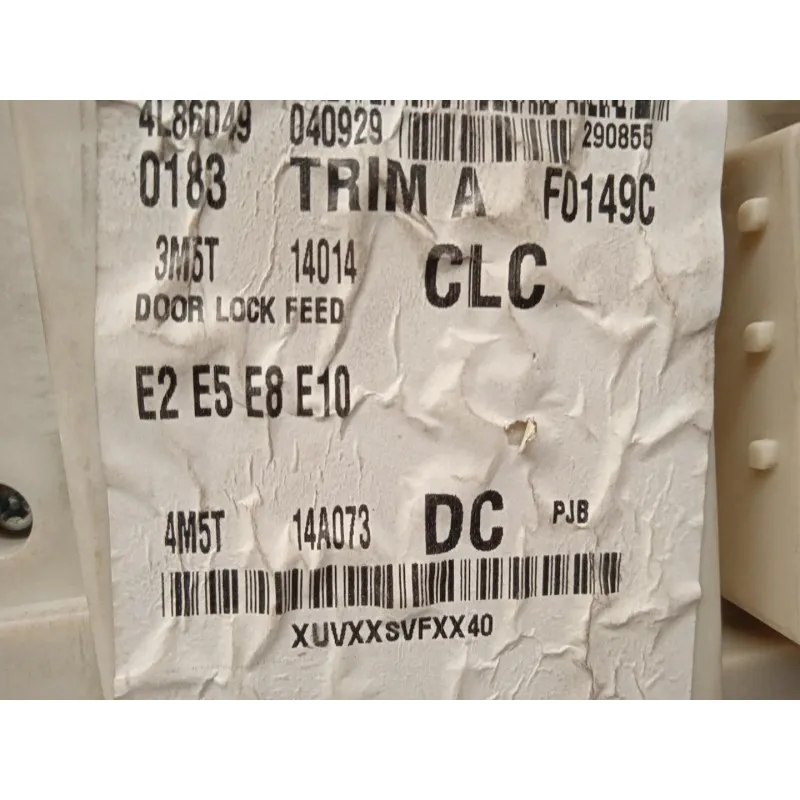 4L86049 040929 290855
0183 TRIM A F0149C
3M5T 14014 CLC
DOOR LOCK FEED
E2 E5 E8 E10
4M5T 14A073 DC PJB
XUVXXSVFXX40